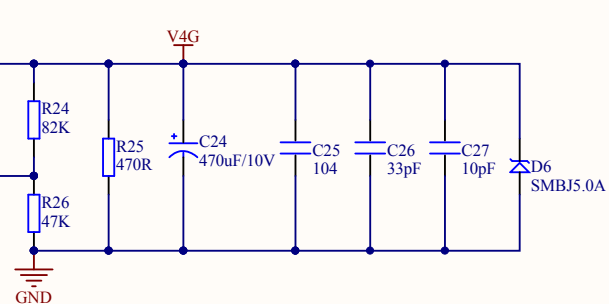 V4G
R24
82K
R25
470R
C24
470uF/10V
C25
104
C26
33pF
C27
10pF
D6
SMBJ5.0A
R26
47K
GND